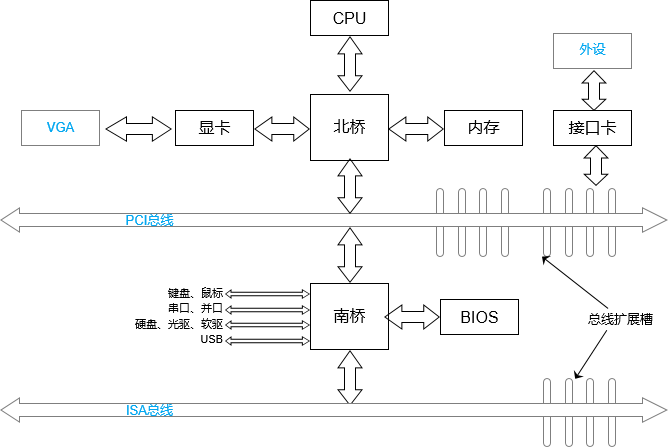 CPU
外设
VGA
显卡
北桥
内存
接口卡
PCI总线
键盘、鼠标
串口、并口
硬盘、光驱、软驱
USB
南桥
BIOS
总线扩展槽
ISA总线